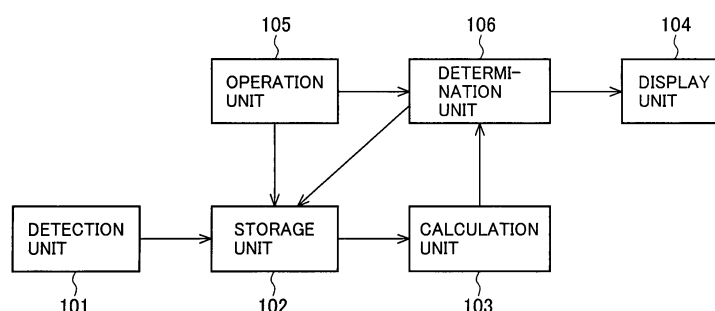 105
106
104
OPERATION
UNIT
DETERMI-
NATION
UNIT
DISPLAY
UNIT
DETECTION
UNIT
STORAGE
UNIT
CALCULATION
UNIT
101
102
103